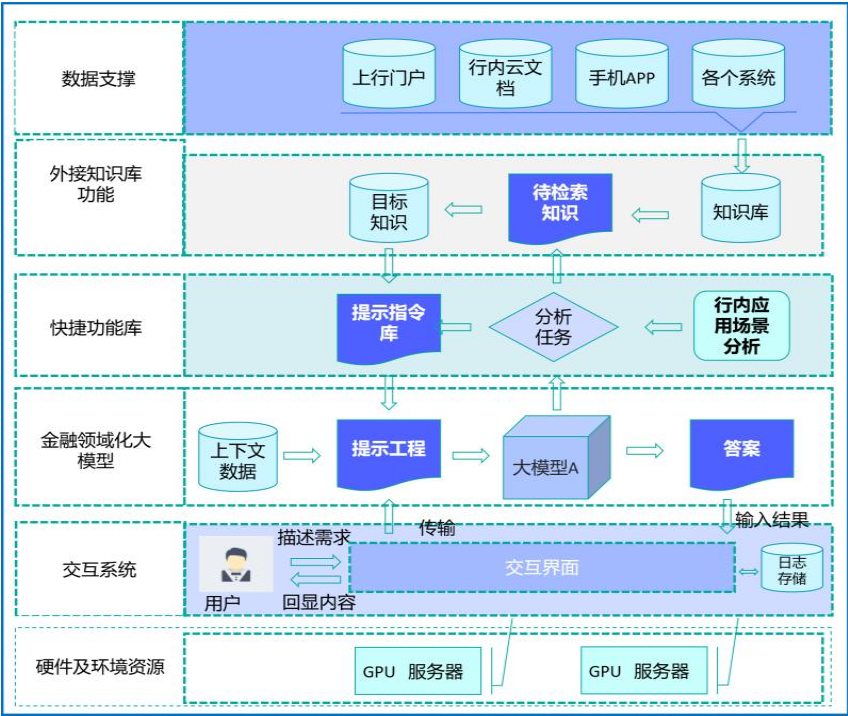 数据支撑
上行门户
行内云文
档
手机APP
各个系统
外接知识库
功能
目标
知识
待检索
知识
知识库
快捷功能库
提示指令
库
分析
任务
行内应
用场景
分析
金融领域化大
模型
上下文
数据
提示工程
大模型A
答案
交互系统
用户
描述需求
回显内容
传输
交互界面
输入结果
日志
存储
硬件及环境资源
GPU 服务器
GPU 服务器